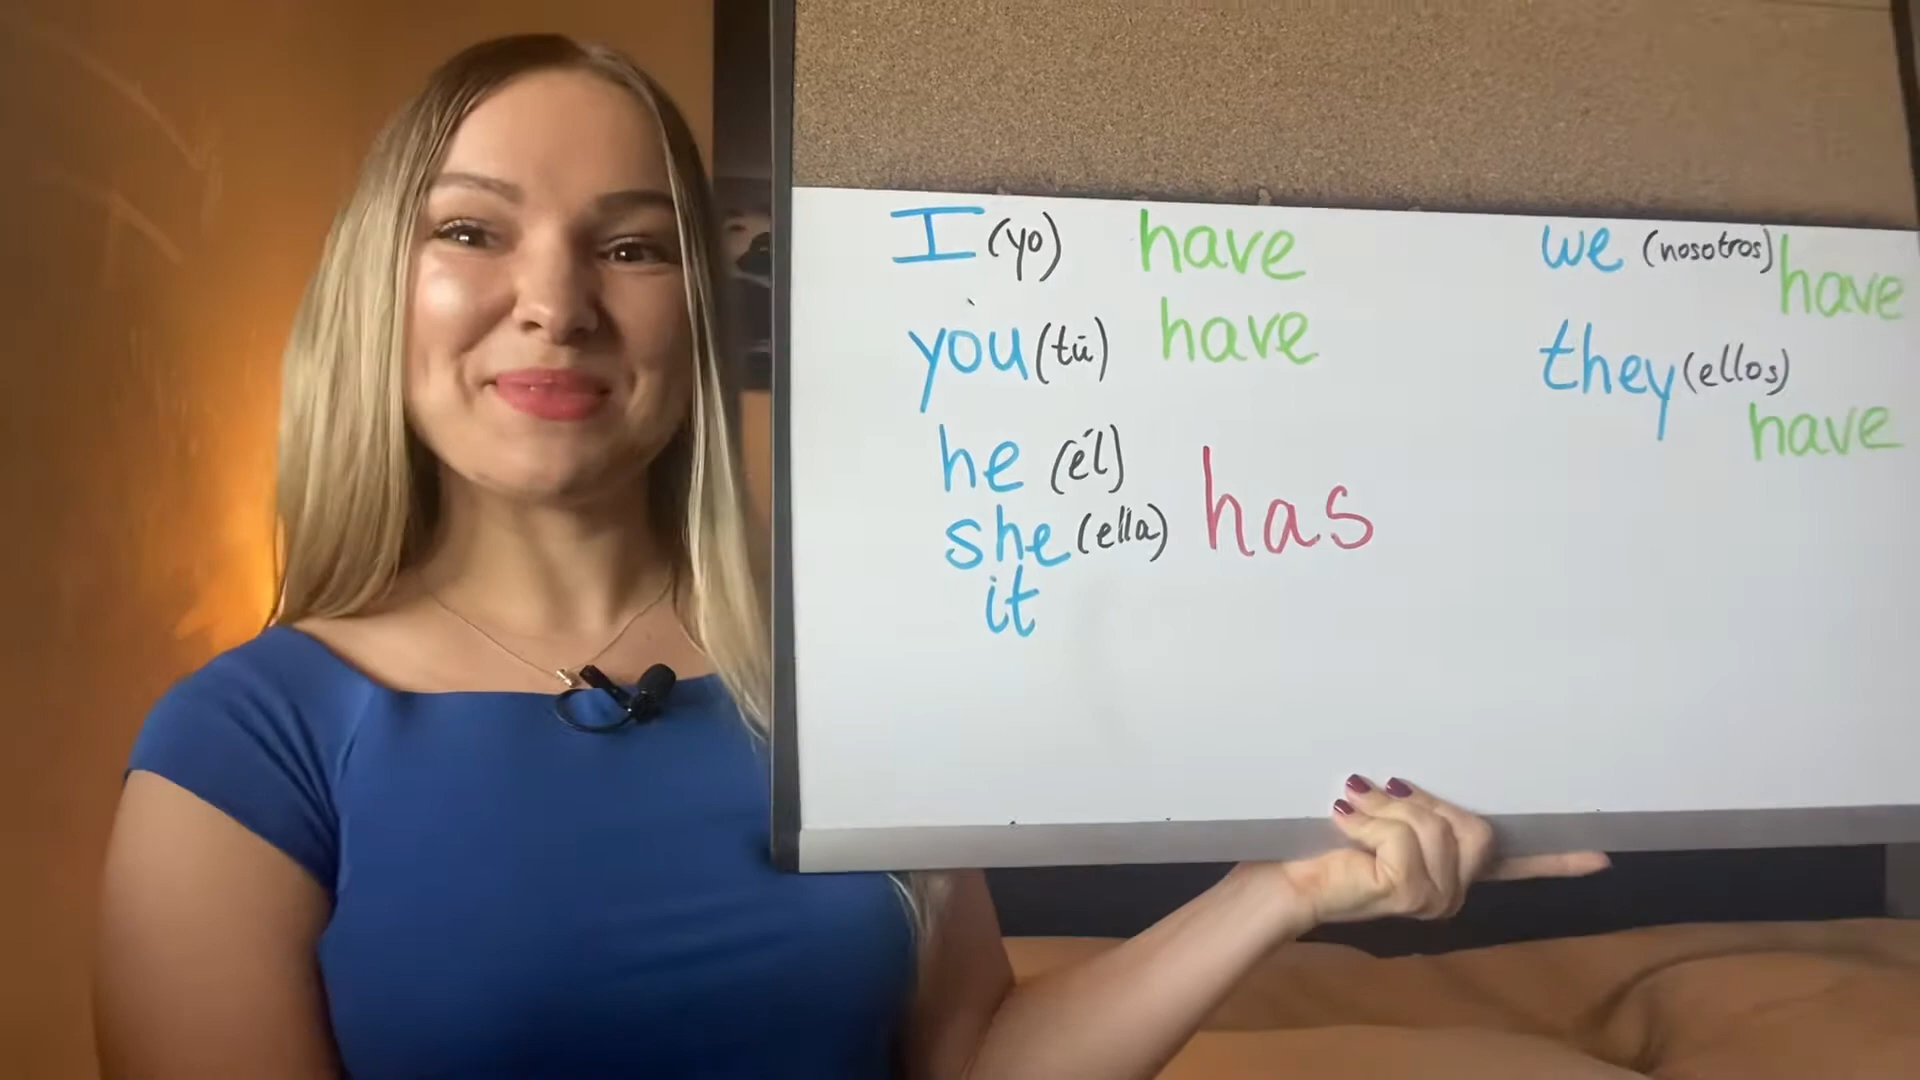 I (yo) have
you (tú) have
he (él)
she (ella) has
it
we (nosotros) have
they (ellos)
have